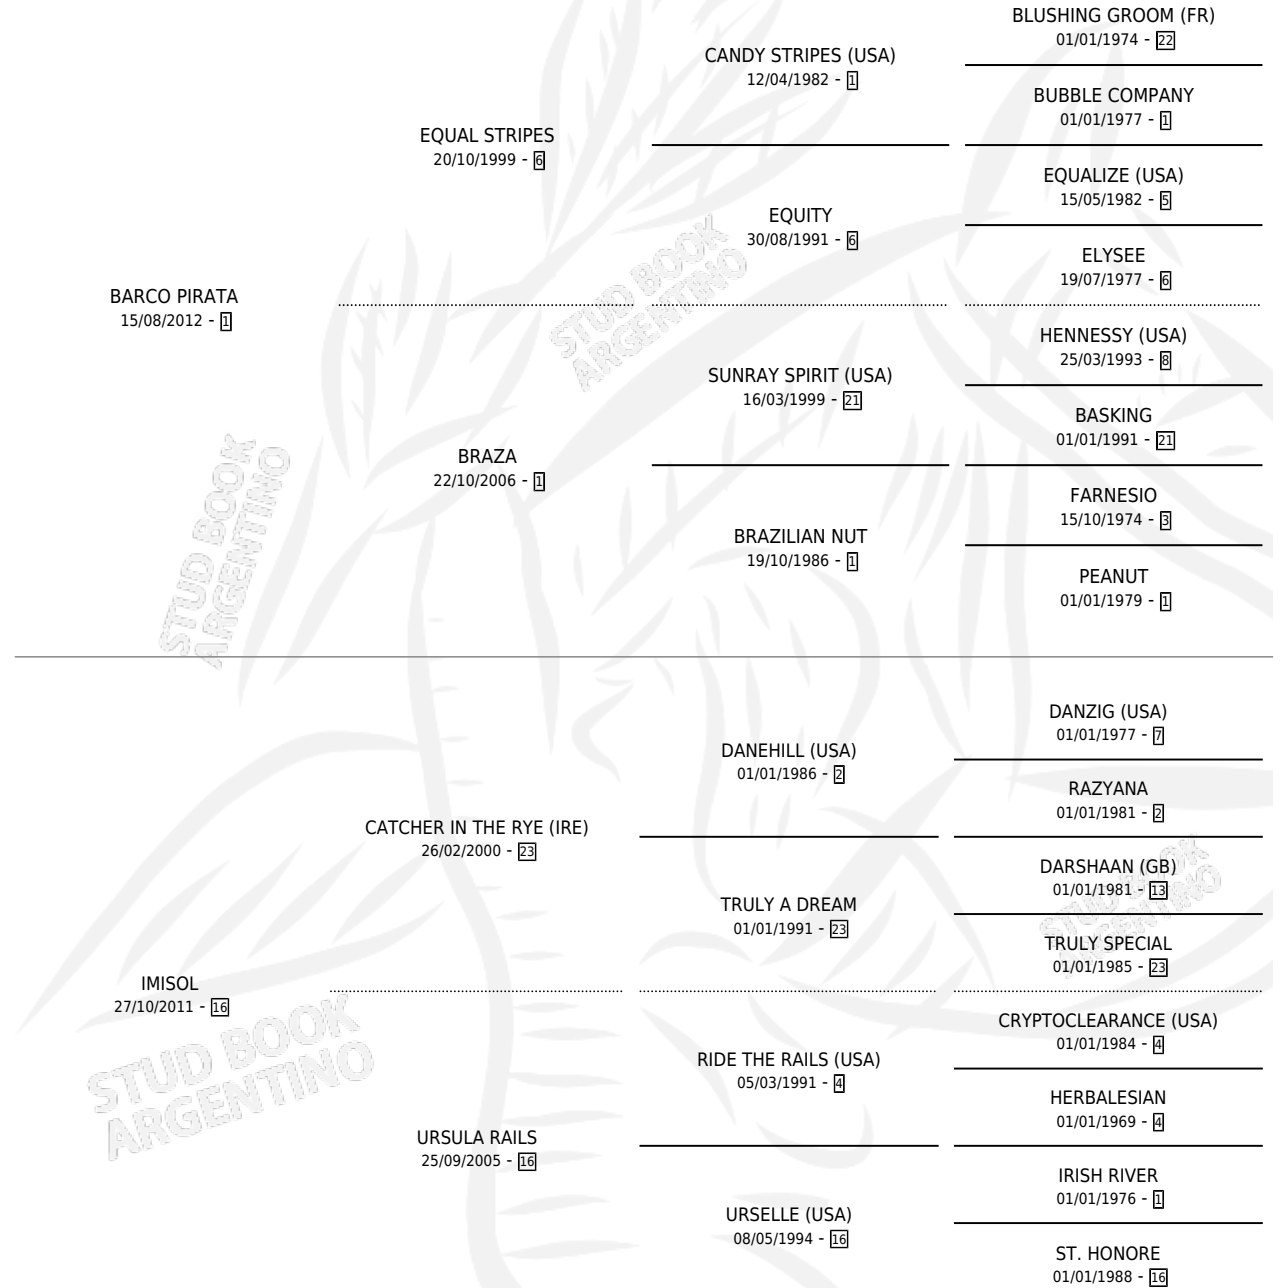 BLUSHING GROOM (FR)
01/01/1974 - 22
CANDY STRIPES (USA)
12/04/1982 - 1
BUBBLE COMPANY
01/01/1977 - 1
EQUAL STRIPES
20/10/1999 - 6
EQUALIZE (USA)
15/05/1982 - 5
EQUITY
30/08/1991 - 6
ELYSEE
19/07/1977 - 6
BARCO PIRATA
15/08/2012 - 1
HENNESSY (USA)
25/03/1993 - 8
SUNRAY SPIRIT (USA)
16/03/1999 - 21
BASKING
01/01/1991 - 21
BRAZA
22/10/2006 - 1
FARNESIO
15/10/1974 - 3
BRAZILIAN NUT
19/10/1986 - 1
PEANUT
01/01/1979 - 1
STUD BOOK
ARGENTINO
STUD BOOK
ARGENTINO
DANZIG (USA)
01/01/1977 - 7
DANEHILL (USA)
01/01/1986 - 2
RAZYANA
01/01/1981 - 2
CATCHER IN THE RYE (IRE)
26/02/2000 - 23
DARSHAAN (GB)
01/01/1981 - 13
TRULY A DREAM
01/01/1991 - 23
TRULY SPECIAL
01/01/1985 - 23
STUD BOOK
ARGENTINO
IMISOL
27/10/2011 - 16
CRYPTOCLEARANCE (USA)
01/01/1984 - 4
RIDE THE RAILS (USA)
05/03/1991 - 4
HERBALESIAN
01/01/1969 - 4
URSULA RAILS
25/09/2005 - 16
IRISH RIVER
01/01/1976 - 1
URSELLE (USA)
08/05/1994 - 16
ST. HONORE
01/01/1988 - 16
STUD BOOK
ARGENTINO